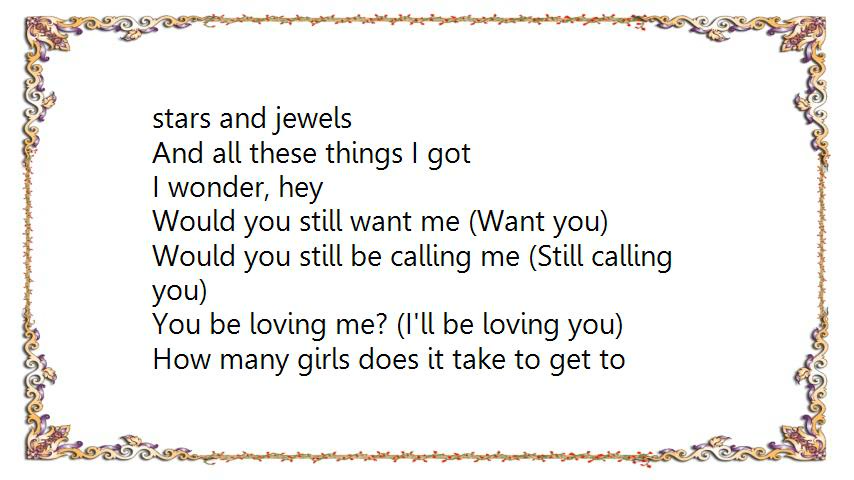 stars and jewels
And all these things I got
I wonder, hey
Would you still want me (Want you)
Would you still be calling me (Still calling
you)
You be loving me? (I'll be loving you)
How many girls does it take to get to